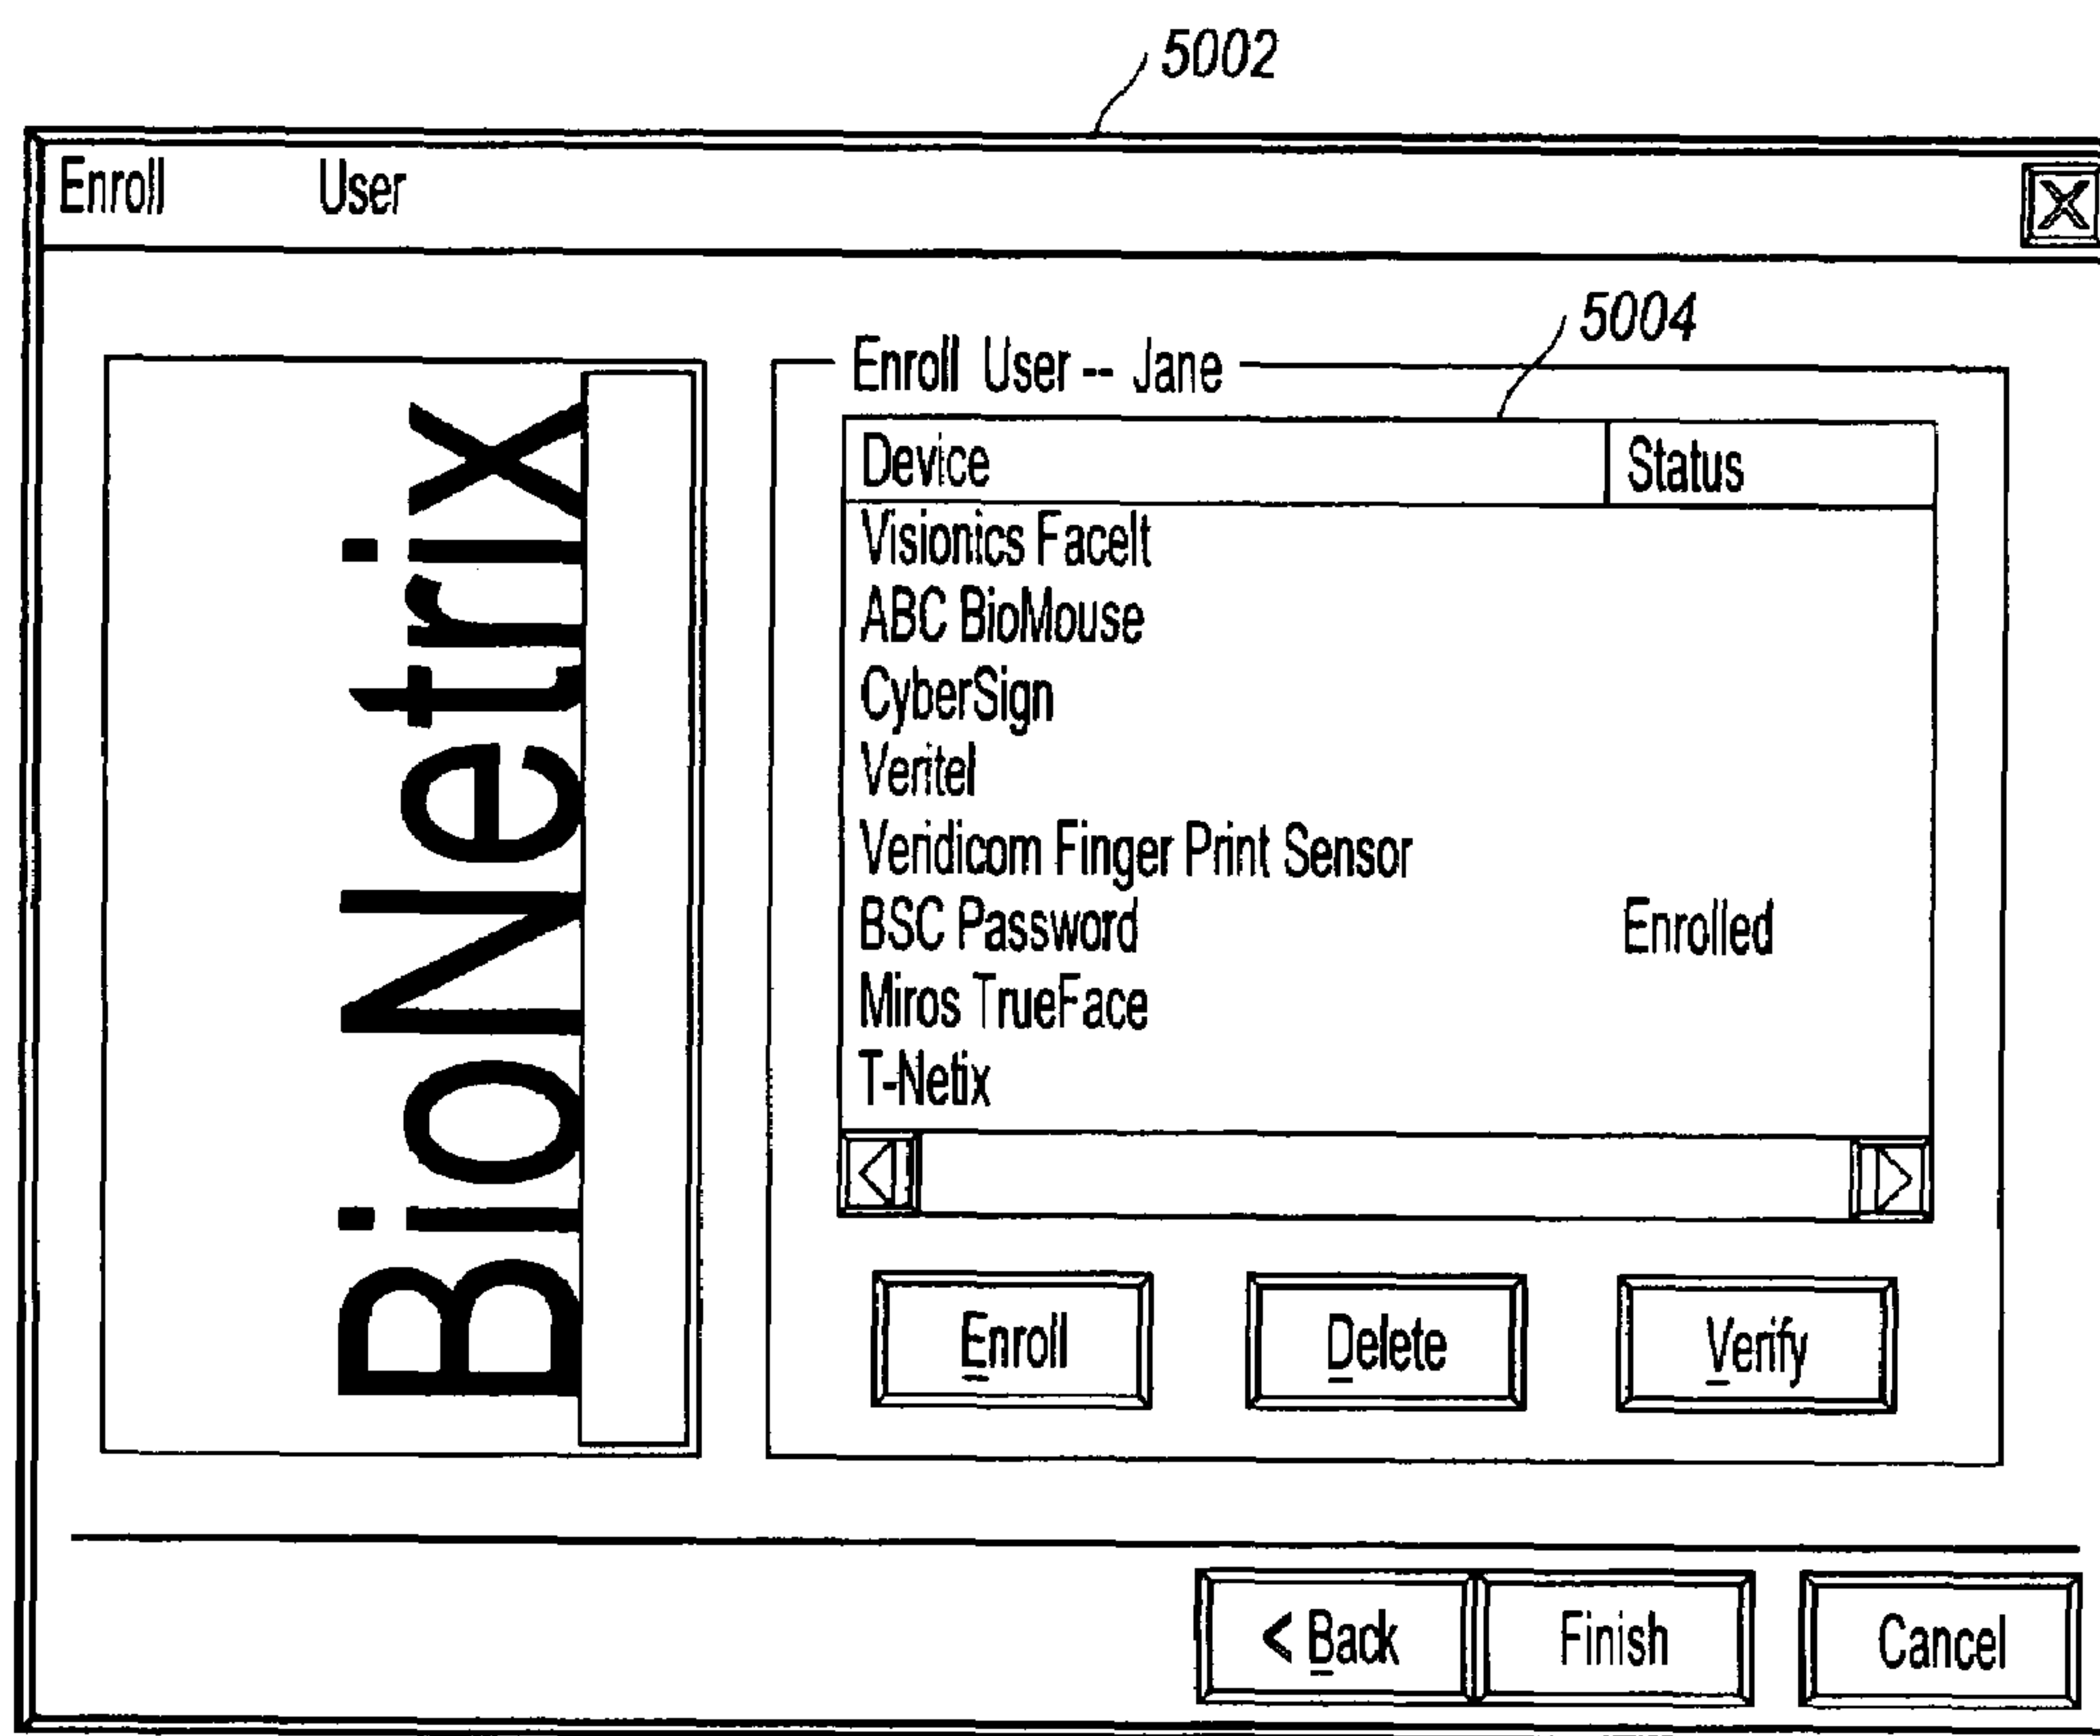 5002
Enroll User
X
BioNetrix
5004
Enroll User -- Jane
Device Status
Visionics FaceIt
ABC BioMouse
CyberSign
Veritel
Veridicom Finger Print Sensor
BSC Password Enrolled
Miros TrueFace
T-Netix
Enroll Delete Verify
< Back Finish Cancel